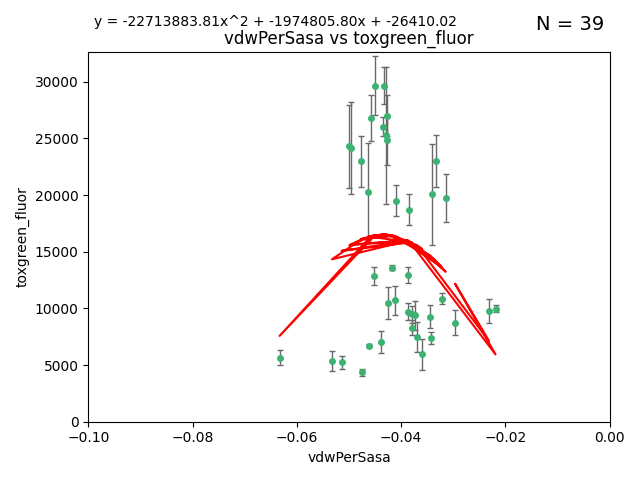 y = -22713883.81x^2 + -1974805.80x + -26410.02
N = 39
vdwPerSasa vs toxgreen_fluor
30000
25000
20000
15000
10000
5000
0
toxgreen_fluor
−0.10
−0.08
−0.06
−0.04
−0.02
0.00
vdwPerSasa